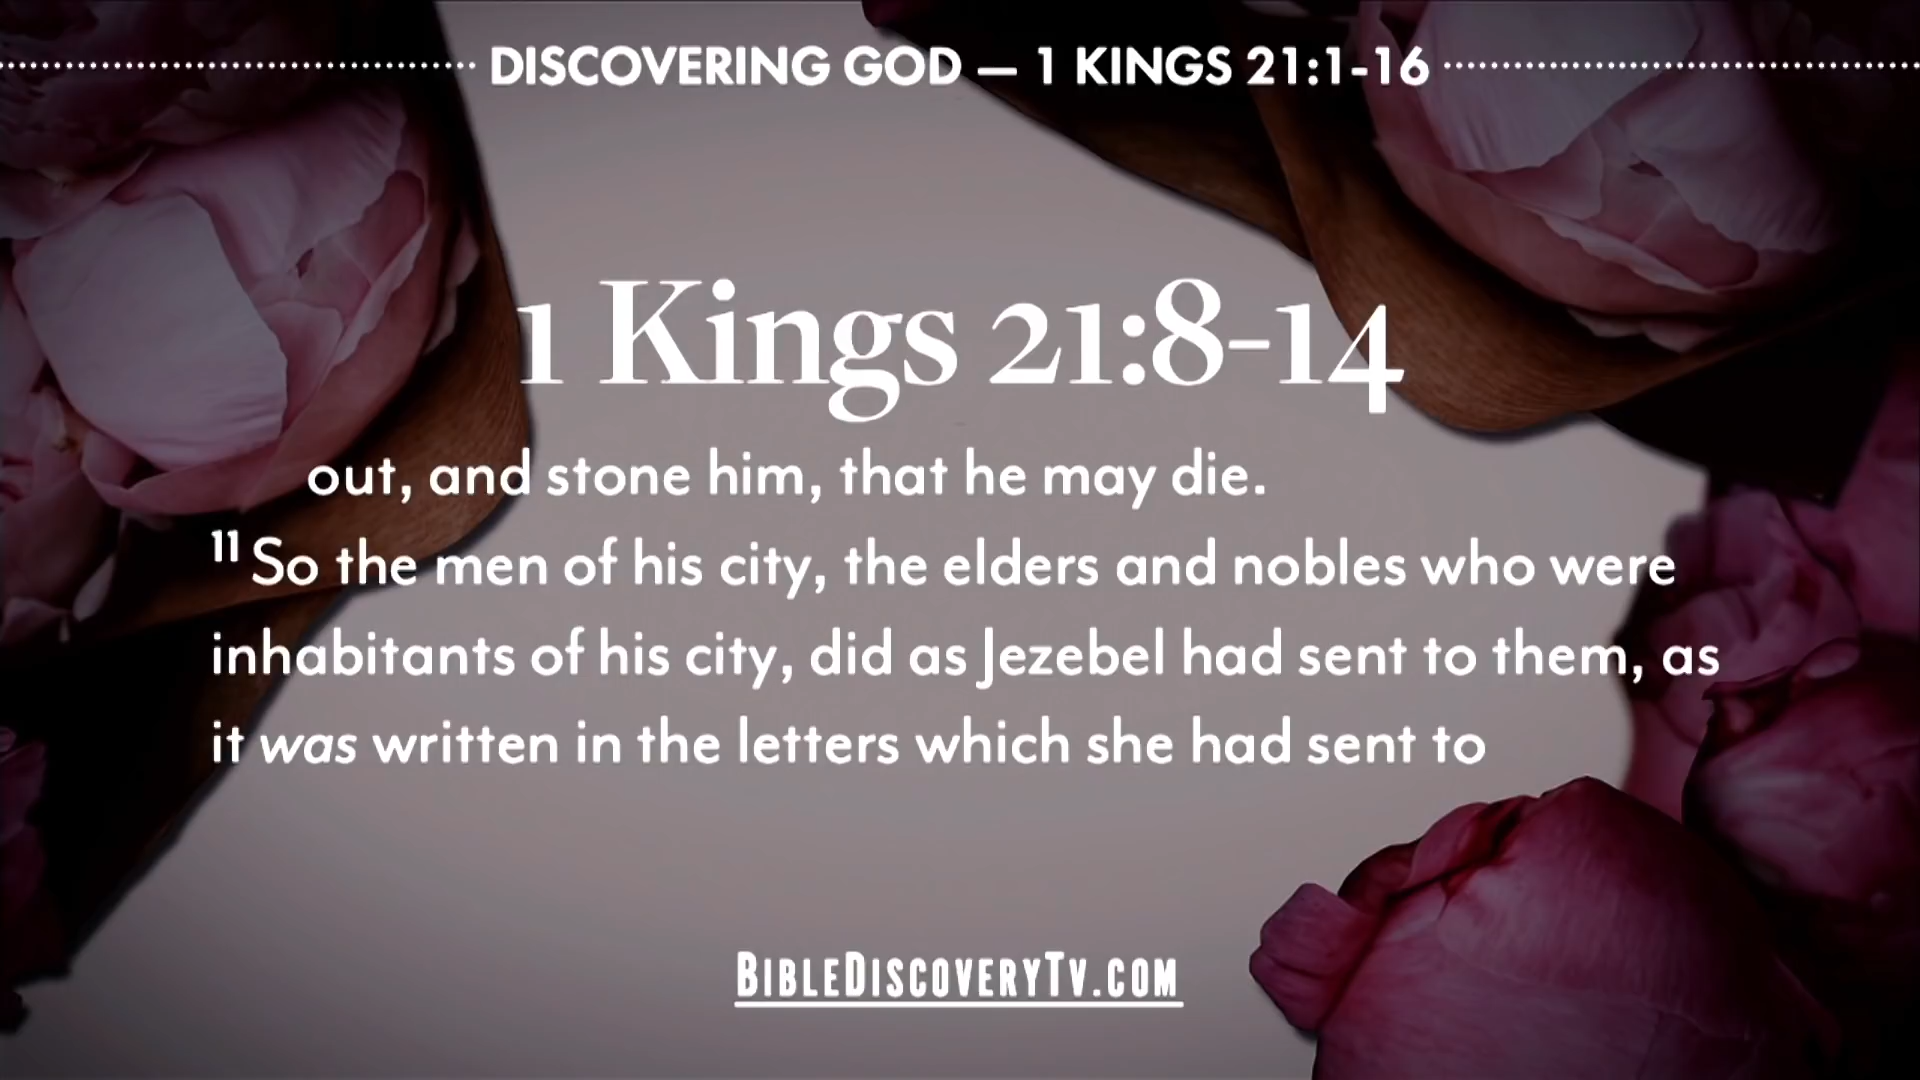 DISCOVERING GOD — 1 KINGS 21:1-16
1 Kings 21:8-14
out, and stone him, that he may die.
11 So the men of his city, the elders and nobles who were
inhabitants of his city, did as Jezebel had sent to them, as
it was written in the letters which she had sent to
BIBLEDISCOVERYTV.COM